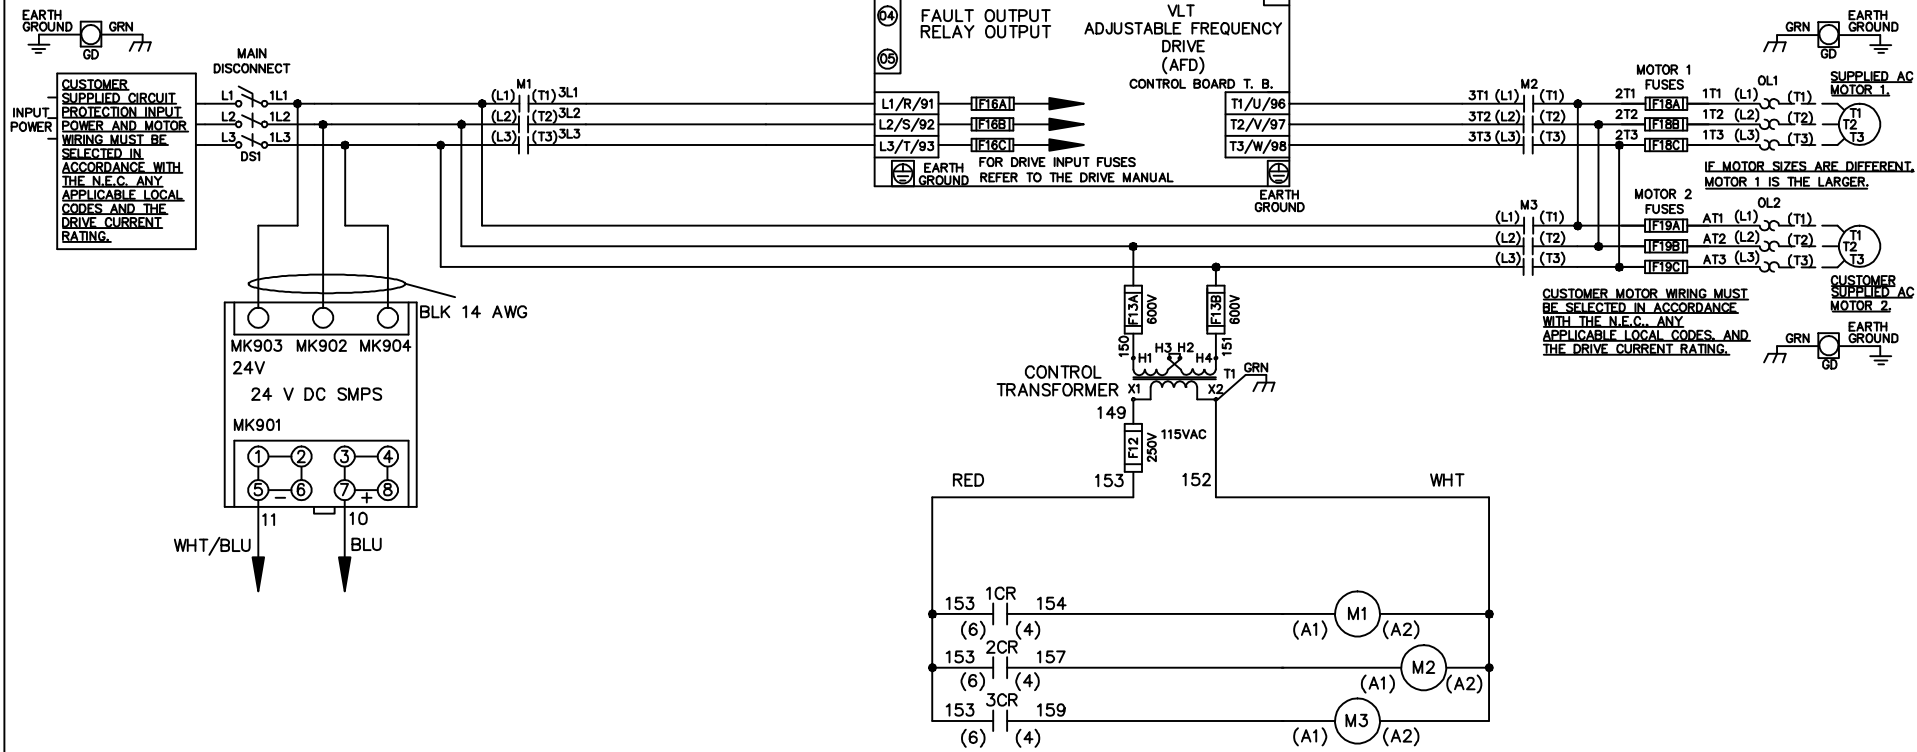 EARTH
GROUND
GRN
GD
MAIN
DISCONNECT
INPUT
POWER
CUSTOMER
SUPPLIED CIRCUIT
PROTECTION INPUT
POWER AND MOTOR
WIRING MUST BE
SELECTED IN
ACCORDANCE WITH
THE N.E.C. ANY
APPLICABLE LOCAL
CODES AND THE
DRIVE CURRENT
RATING.
L1 1L1
L2 1L2
L3 1L3
DS1
M1
(L1) (T1) 3L1
(L2) (T2) 3L2
(L3) (T3) 3L3
04
FAULT OUTPUT
RELAY OUTPUT
05
VLT
ADJUSTABLE FREQUENCY
DRIVE
(AFD)
CONTROL BOARD T. B.
L1/R/91 F16A T1/U/96
L2/S/92 F16B T2/V/97
L3/T/93 F16C T3/W/98
EARTH
GROUND
FOR DRIVE INPUT FUSES
REFER TO THE DRIVE MANUAL
EARTH
GROUND
M2
3T1 (L1) (T1)
3T2 (L2) (T2)
3T3 (L3) (T3)
MOTOR 1
FUSES
2T1 F18A 1T1 (L1) (T1)
2T2 F18B 1T2 (L2) (T2)
2T3 F18C 1T3 (L3) (T3)
OL1
GRN
GD
EARTH
GROUND
SUPPLIED AC
MOTOR 1.
T1
T2
T3
IF MOTOR SIZES ARE DIFFERENT,
MOTOR 1 IS THE LARGER.
M3
(L1) (T1)
(L2) (T2)
(L3) (T3)
MOTOR 2
FUSES
OL2
F19A AT1 (L1) (T1)
F19B AT2 (L2) (T2)
F19C AT3 (L3) (T3)
T1
T2
T3
CUSTOMER
SUPPLIED AC
MOTOR 2.
CUSTOMER MOTOR WIRING MUST
BE SELECTED IN ACCORDANCE
WITH THE N.E.C., ANY
APPLICABLE LOCAL CODES, AND
THE DRIVE CURRENT RATING.
GRN
GD
EARTH
GROUND
BLK 14 AWG
MK903 MK902 MK904
24V
24 V DC SMPS
MK901
1 2 3 4
5 – 6 7 + 8
11 10
WHT/BLU BLU
F13A
600V
F13B
600V
150
151
H1 H3 H2 H4
CONTROL
TRANSFORMER
T1
GRN
X1 X2
149
F12
250V
115VAC
RED 153 152 WHT
153 1CR 154 M1
(6) (4) (A1) (A2)
153 2CR 157 M2
(6) (4) (A1) (A2)
153 3CR 159 M3
(6) (4) (A1) (A2)